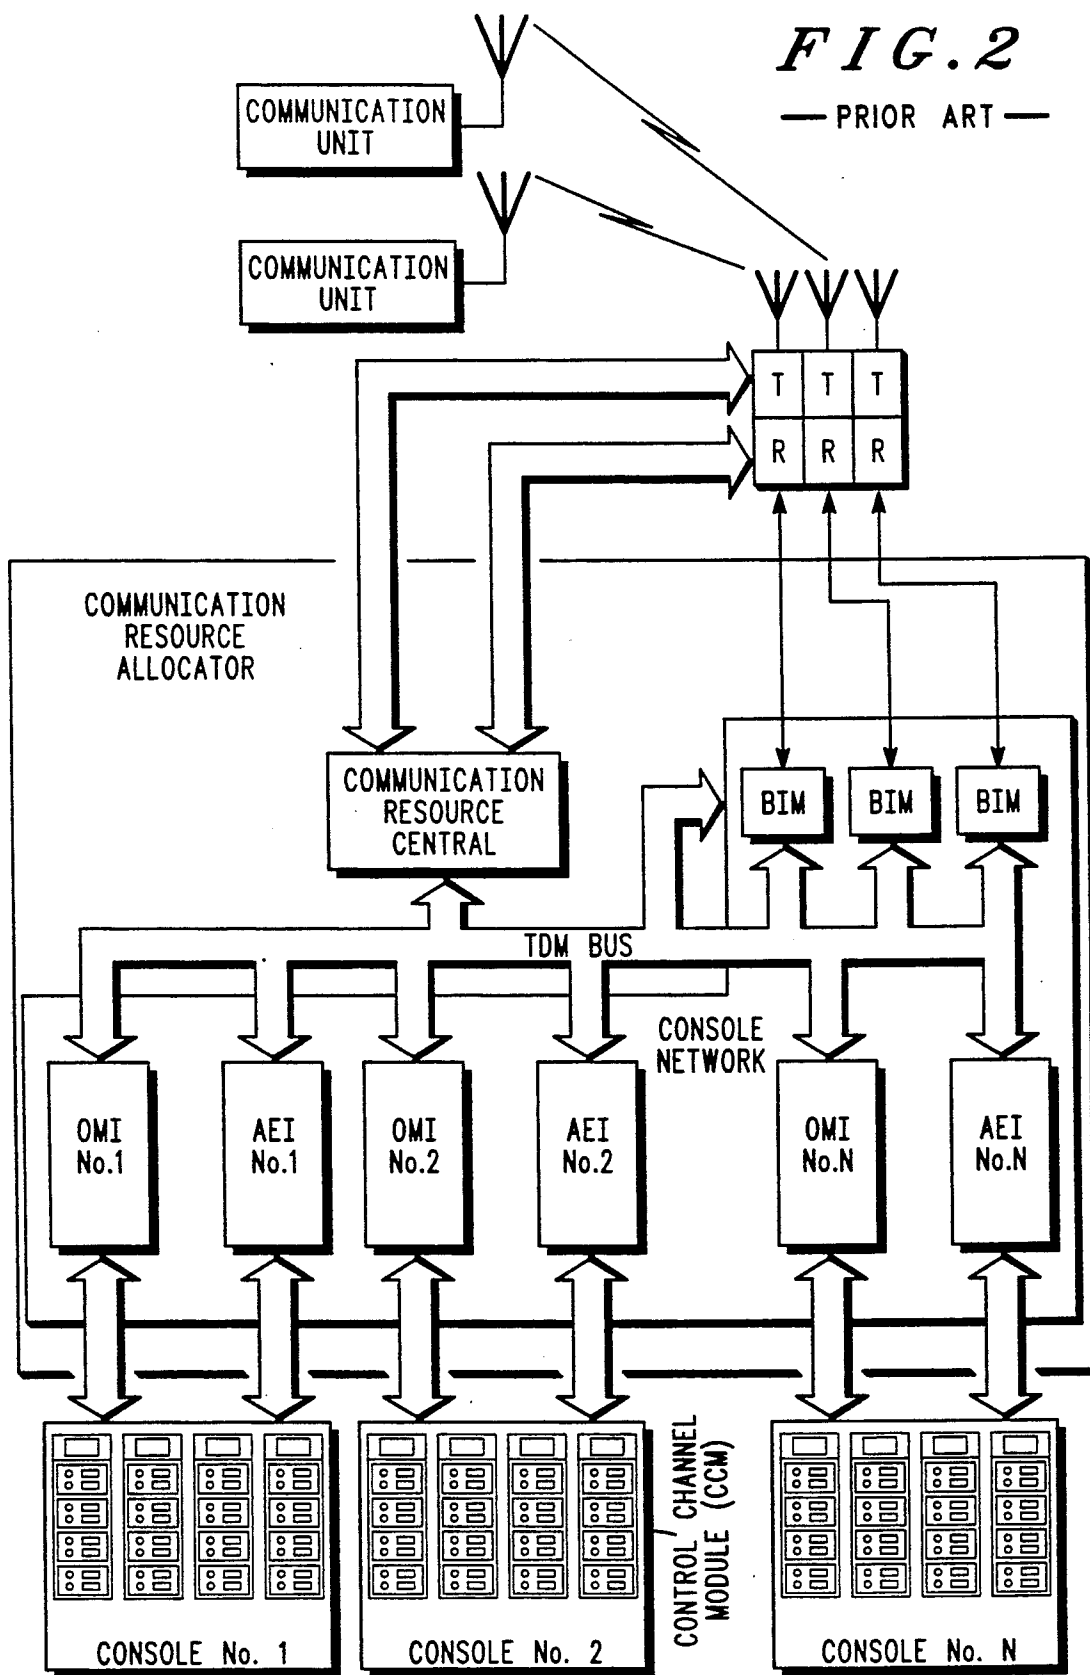 FIG.2
— PRIOR ART —
COMMUNICATION
UNIT
COMMUNICATION
UNIT
T T T
R R R
COMMUNICATION
RESOURCE
ALLOCATOR
COMMUNICATION
RESOURCE
CENTRAL
BIM BIM BIM
TDM BUS
CONSOLE
NETWORK
OMI
No.1
AEI
No.1
OMI
No.2
AEI
No.2
OMI
No.N
AEI
No.N
CONTROL CHANNEL
MODULE (CCM)
CONSOLE No. 1
CONSOLE No. 2
CONSOLE No. N